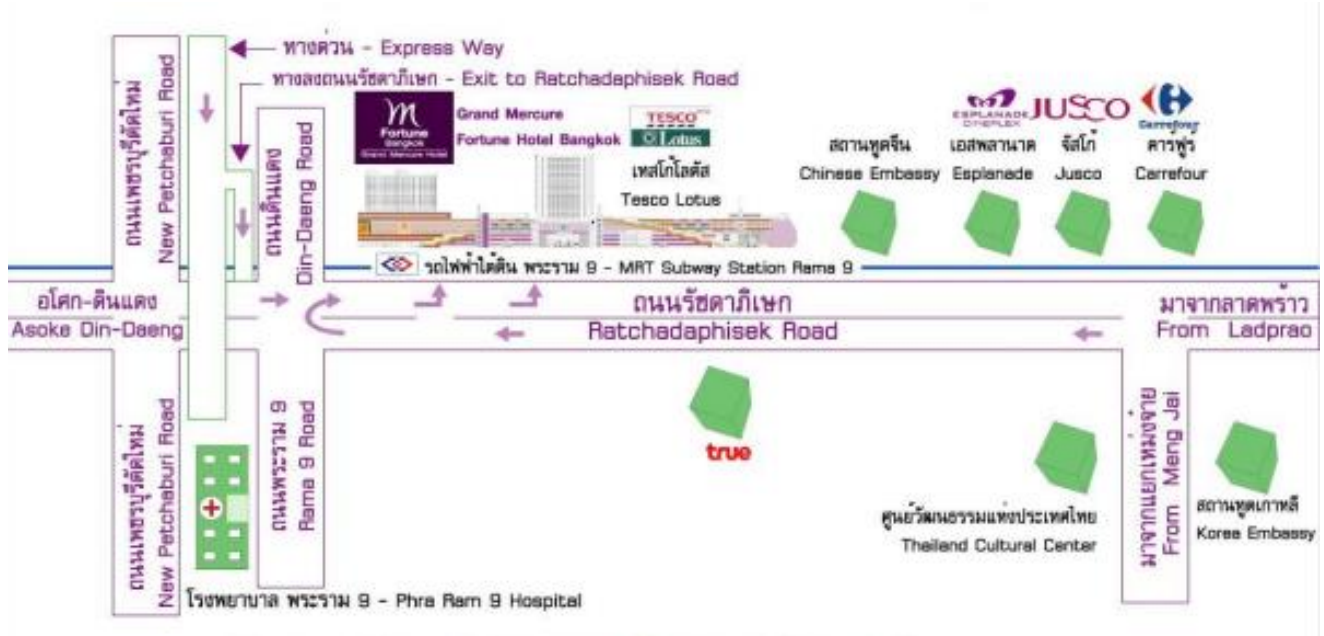 ทางด่วน - Express Way
ทางลงถนนรัชดาภิเษก - Exit to Ratchadaphisek Road
ถนนเพชรบุรีตัดใหม่
New Petchaburi Road
ถนนดินแดง
Din-Daeng Road
m
Fortune
Bangkok
Grand Mercure Hotel
Grand Mercure
Fortune Hotel Bangkok
TESCO
Lotus
เทสโก้โลตัส
Tesco Lotus
สถานทูตจีน
Chinese Embassy
ESPLANADE
CINEPLEX
เอสพลานาด
Esplanade
JUSCO
จัสโก้
Jusco
Carrefour
คารฟูร
Carrefour
รถไฟฟ้าใต้ดิน พระราม 9 - MRT Subway Station Rama 9
อโศก-ดินแดง
Asoke Din-Daeng
ถนนรัชดาภิเษก
Ratchadaphisek Road
มาจากลาดพร้าว
From Ladprao
ถนนเพชรบุรีตัดใหม่
New Petchaburi Road
ถนนพระราม 9
Rama 9 Road
true
ศูนย์วัฒนธรรมแห่งประเทศไทย
Thailand Cultural Center
มาจากแยกเหม่งจ๋าย
From Meng Jai
สถานทูตเกาหลี
Korea Embassy
โรงพยาบาล พระราม 9 - Phra Ram 9 Hospital